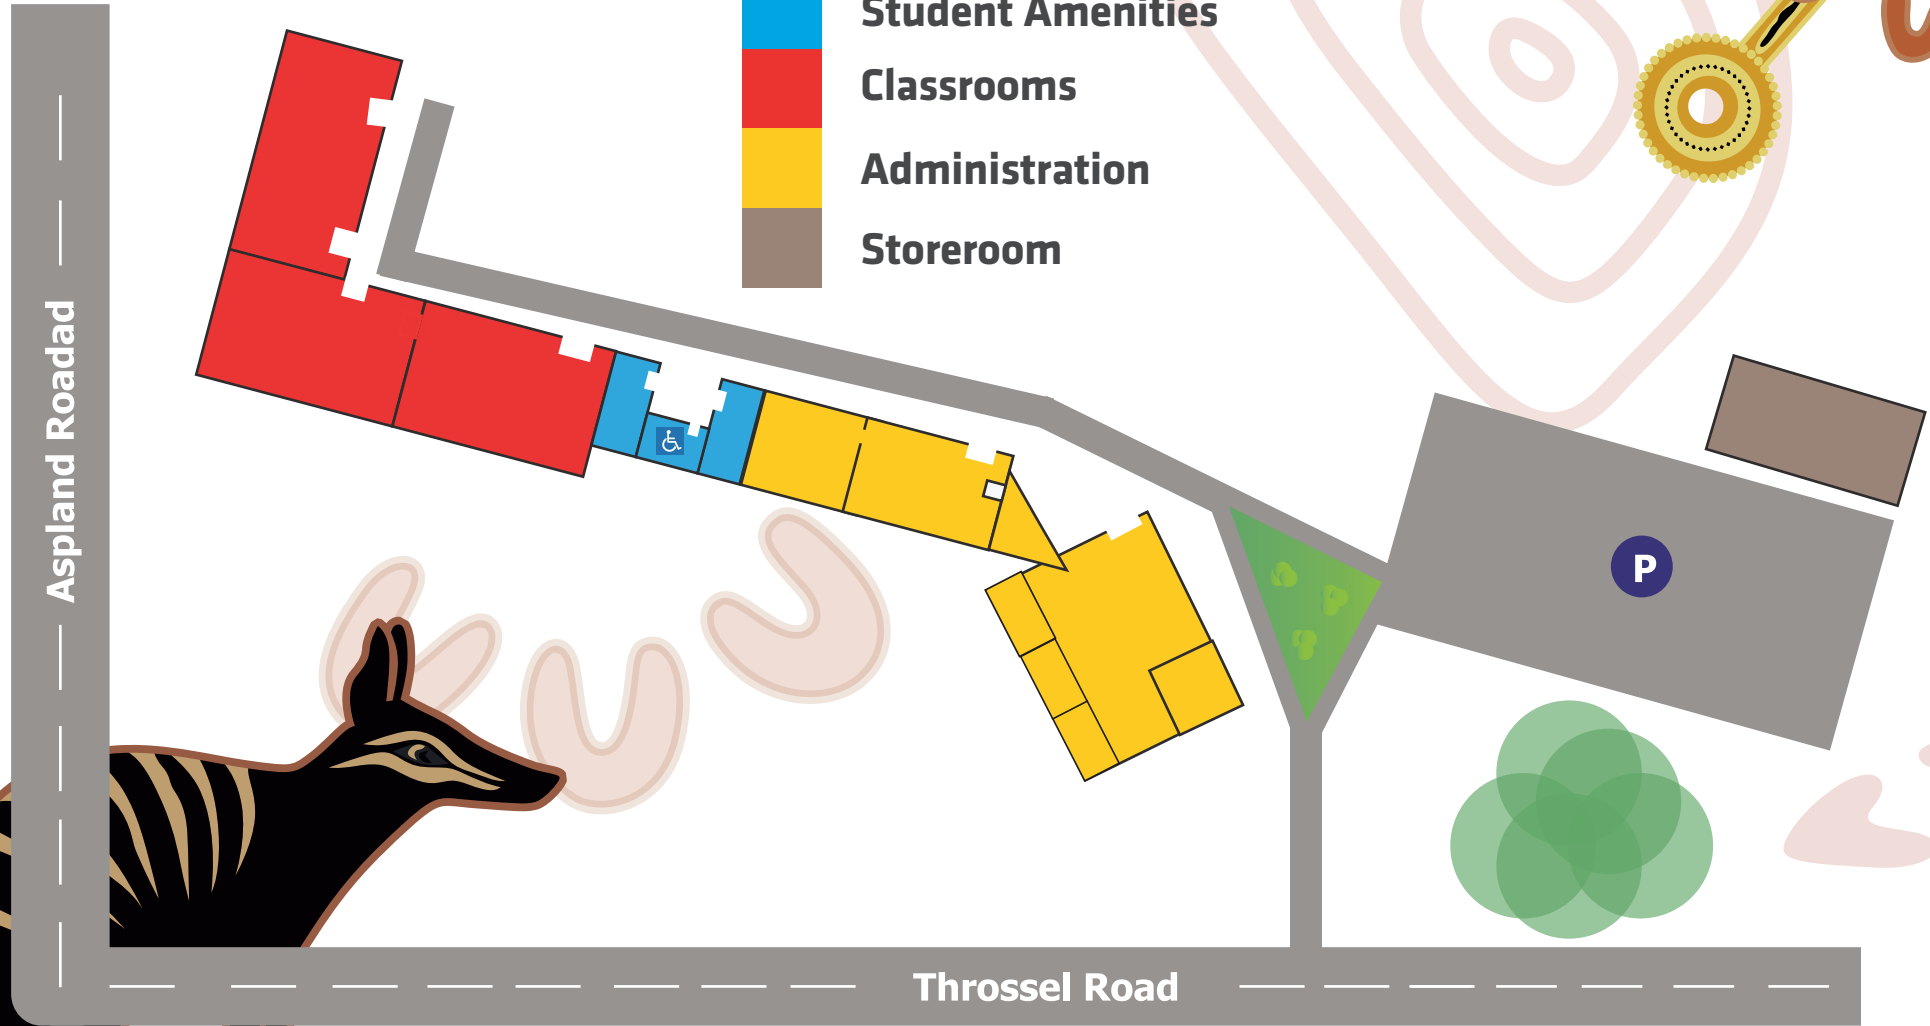 Student Amenities
Classrooms
Administration
Storeroom
Aspland Roadad
P
Throssel Road